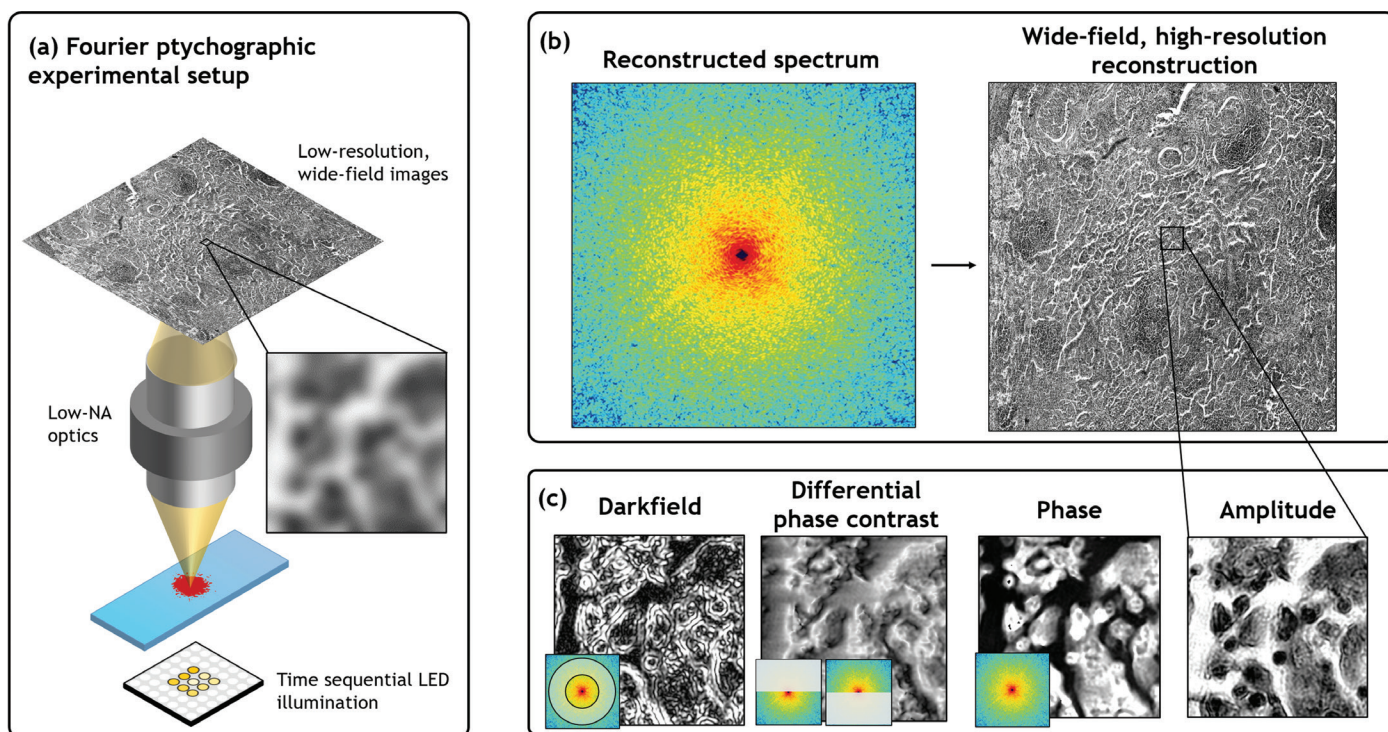 (a) Fourier ptychographic
experimental setup
Low-resolution,
wide-field images
Low-NA
optics
Time sequential LED
illumination
(b)
Reconstructed spectrum
Wide-field, high-resolution
reconstruction
(c)
Darkfield
Differential
phase contrast
Phase
Amplitude